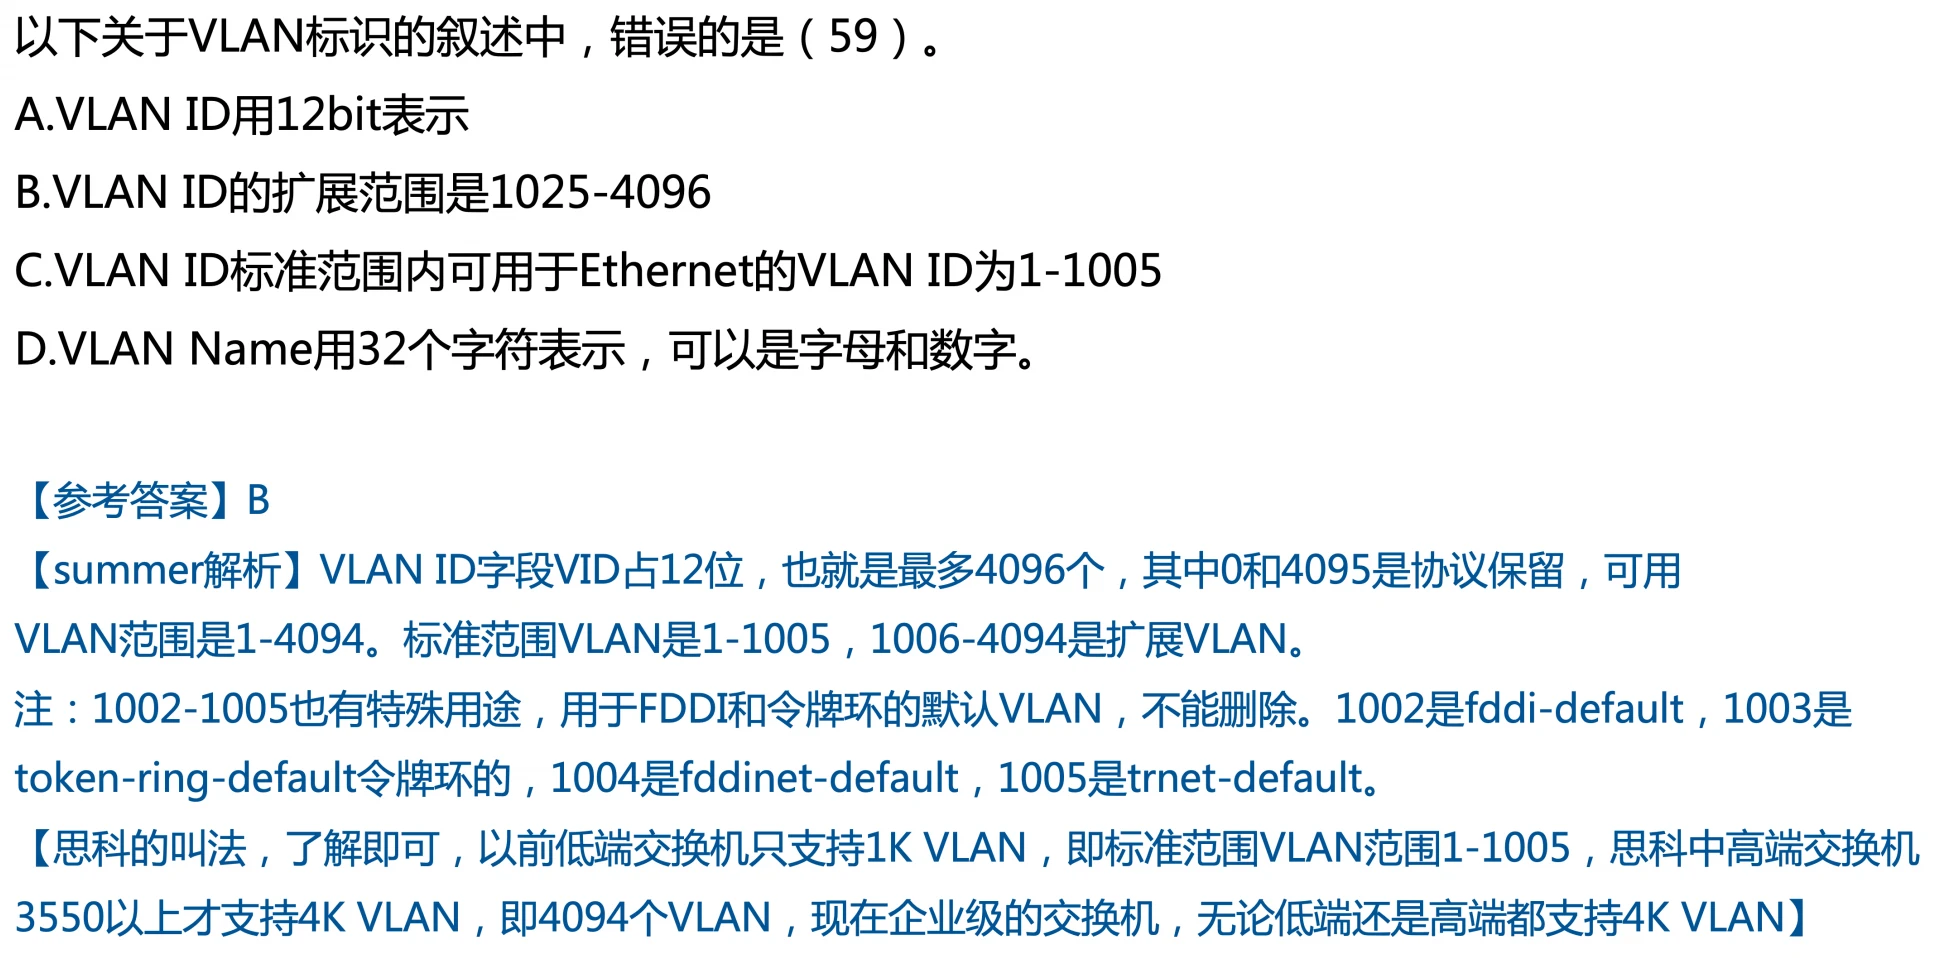 以下关于VLAN标识的叙述中，错误的是（59）。
A.VLAN ID用12bit表示
B.VLAN ID的扩展范围是1025-4096
C.VLAN ID标准范围内可用于Ethernet的VLAN ID为1-1005
D.VLAN Name用32个字符表示，可以是字母和数字。
【参考答案】B
【summer解析】VLAN ID字段VID占12位，也就是最多4096个，其中0和4095是协议保留，可用
VLAN范围是1-4094。标准范围VLAN是1-1005，1006-4094是扩展VLAN。
注：1002-1005也有特殊用途，用于FDDI和令牌环的默认VLAN，不能删除。1002是fddi-default，1003是
token-ring-default令牌环的，1004是fddinet-default，1005是trnet-default。
【思科的叫法，了解即可，以前低端交换机只支持1K VLAN，即标准范围VLAN范围1-1005，思科中高端交换机
3550以上才支持4K VLAN，即4094个VLAN，现在企业级的交换机，无论低端还是高端都支持4K VLAN】